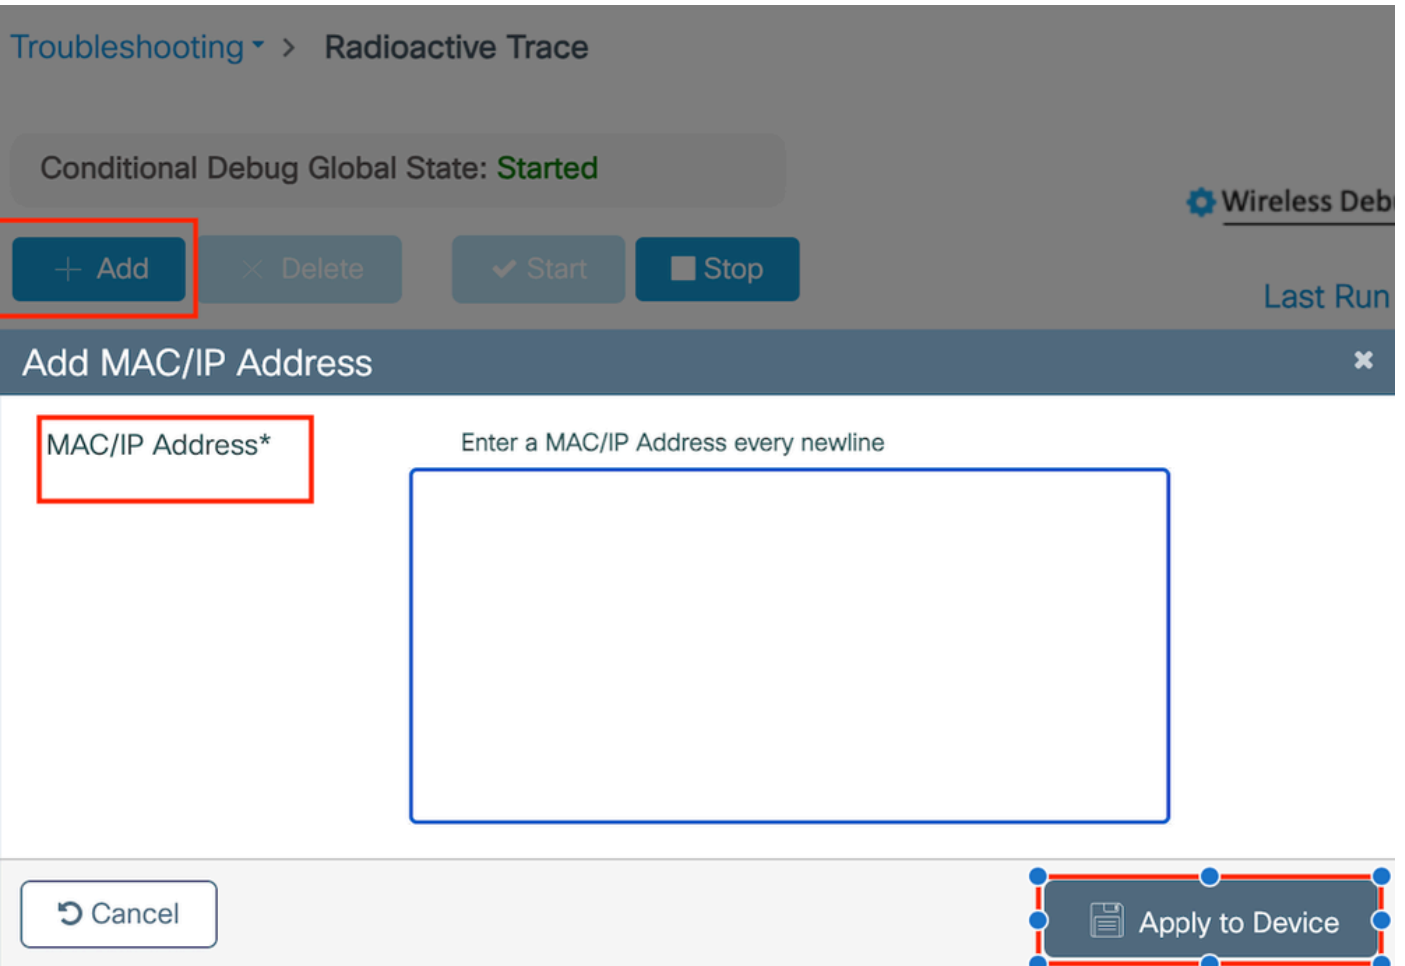 Troubleshooting > Radioactive Trace
Conditional Debug Global State: Started
Wireless Deb
+ Add × Delete ✔ Start Stop
Last Run
Add MAC/IP Address ×
MAC/IP Address* Enter a MAC/IP Address every newline
Cancel Apply to Device